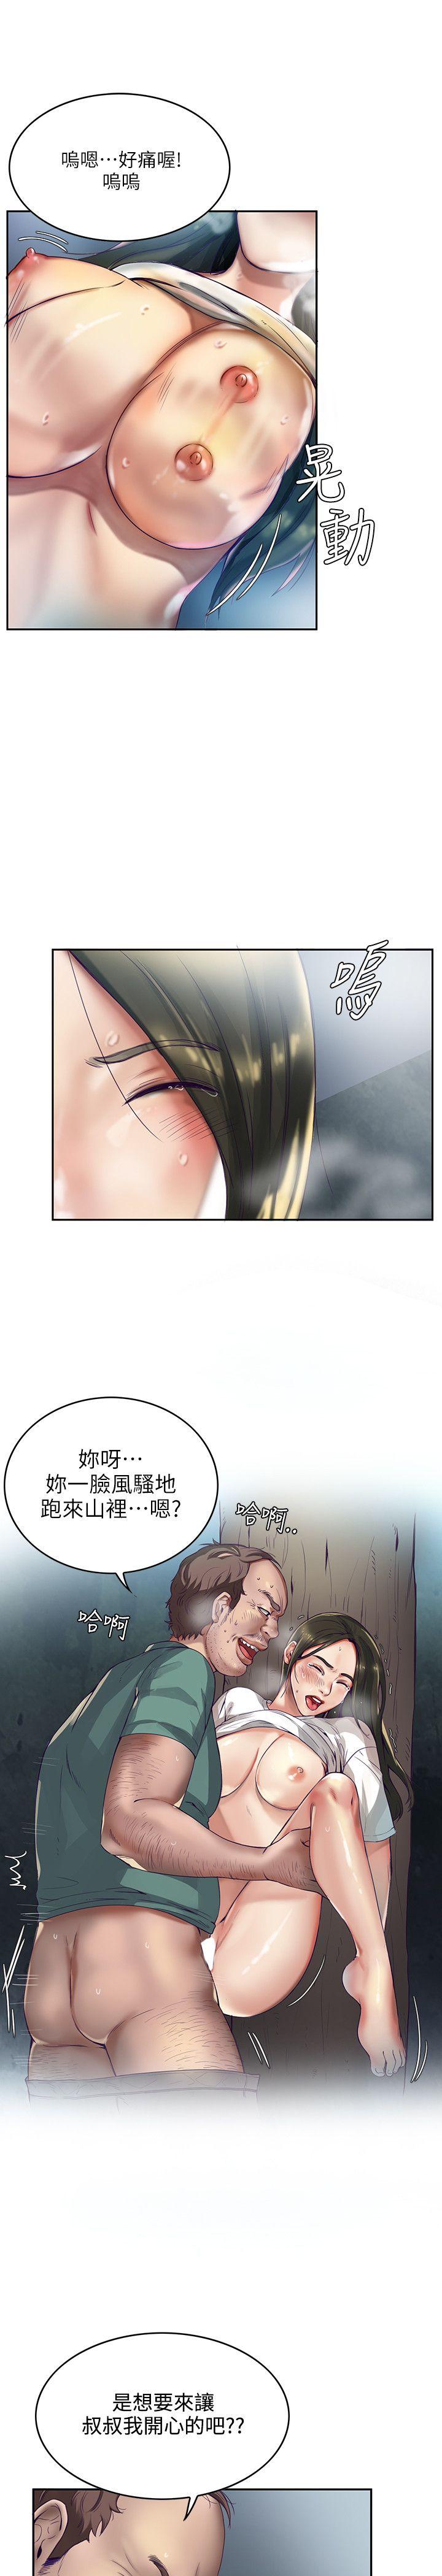 嗚嗯…好痛喔!
嗚嗚
晃動
嗚
妳呀…
妳一臉風騷地
跑來山裡…嗯?
哈啊..
哈啊
是想要來讓
叔叔我開心的吧??